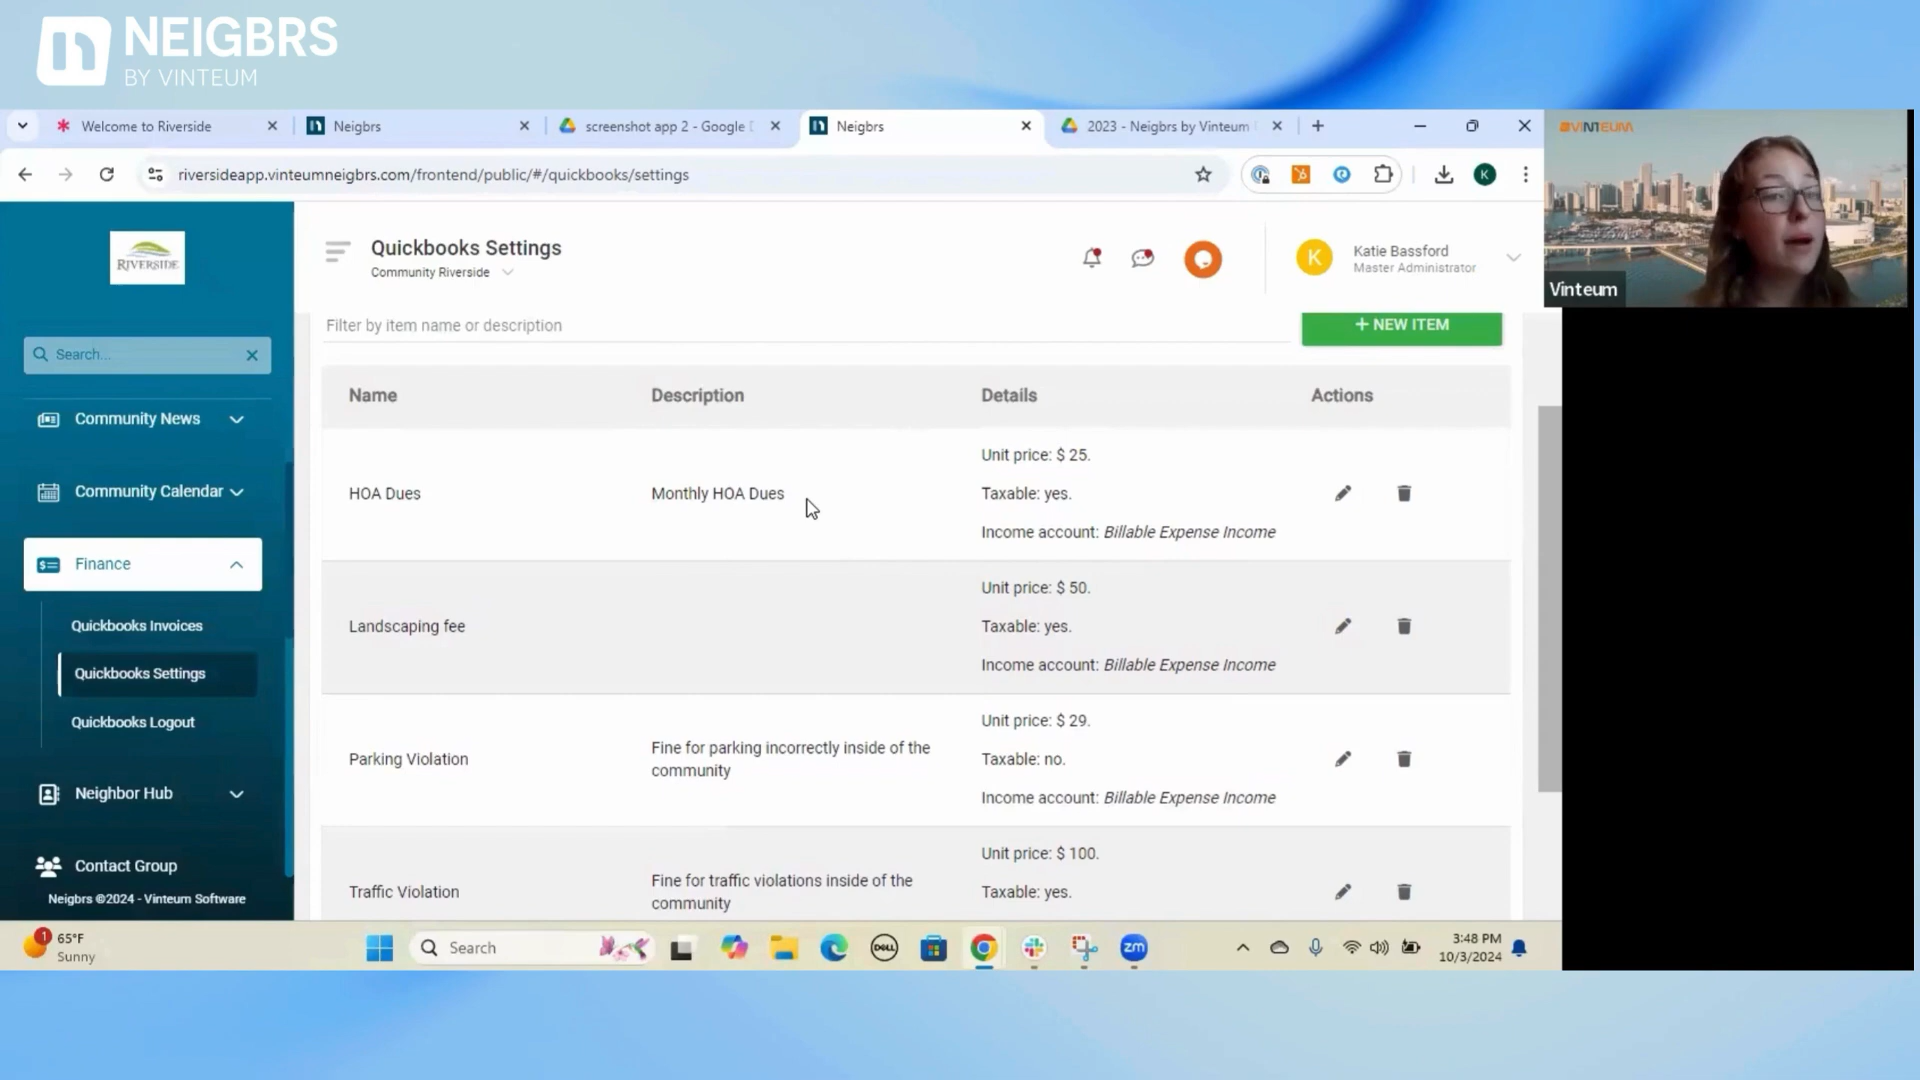 NEIGBRS
BY VINTEUM
Welcome to Riverside
Neigbrs
screenshot app 2 - Google
Neigbrs
2023 - Neigbrs by Vinteum
VINTEUM
riversideapp.vinteumneigbrs.com/frontend/public/#/quickbooks/settings
K
RIVERSIDE
Quickbooks Settings
Community Riverside
K
Katie Bassford
Master Administrator
Vinteum
Search...
Filter by item name or description
+ NEW ITEM
Name Description Details Actions
Community News
Community Calendar
Finance
Quickbooks Invoices
Quickbooks Settings
Quickbooks Logout
Neighbor Hub
Contact Group
Neigbrs ©2024 - Vinteum Software
HOA Dues
Monthly HOA Dues
Unit price: $ 25.
Taxable: yes.
Income account: Billable Expense Income
Landscaping fee
Unit price: $ 50.
Taxable: yes.
Income account: Billable Expense Income
Parking Violation
Fine for parking incorrectly inside of the
community
Unit price: $ 29.
Taxable: no.
Income account: Billable Expense Income
Traffic Violation
Fine for traffic violations inside of the
community
Unit price: $ 100.
Taxable: yes.
1
65°F
Sunny
Search
DELL
zm
3:48 PM
10/3/2024